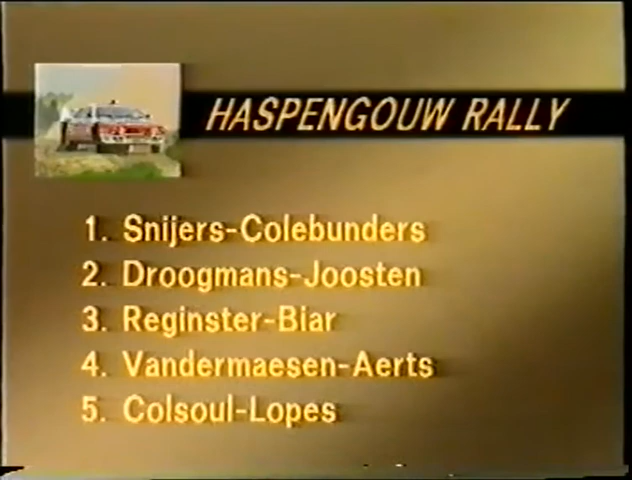 HASPENGOUW RALLY
1. Snijers-Colebunders
2. Droogmans-Joosten
3. Reginster-Biar
4. Vandermaesen-Aerts
5. Colsoul-Lopes